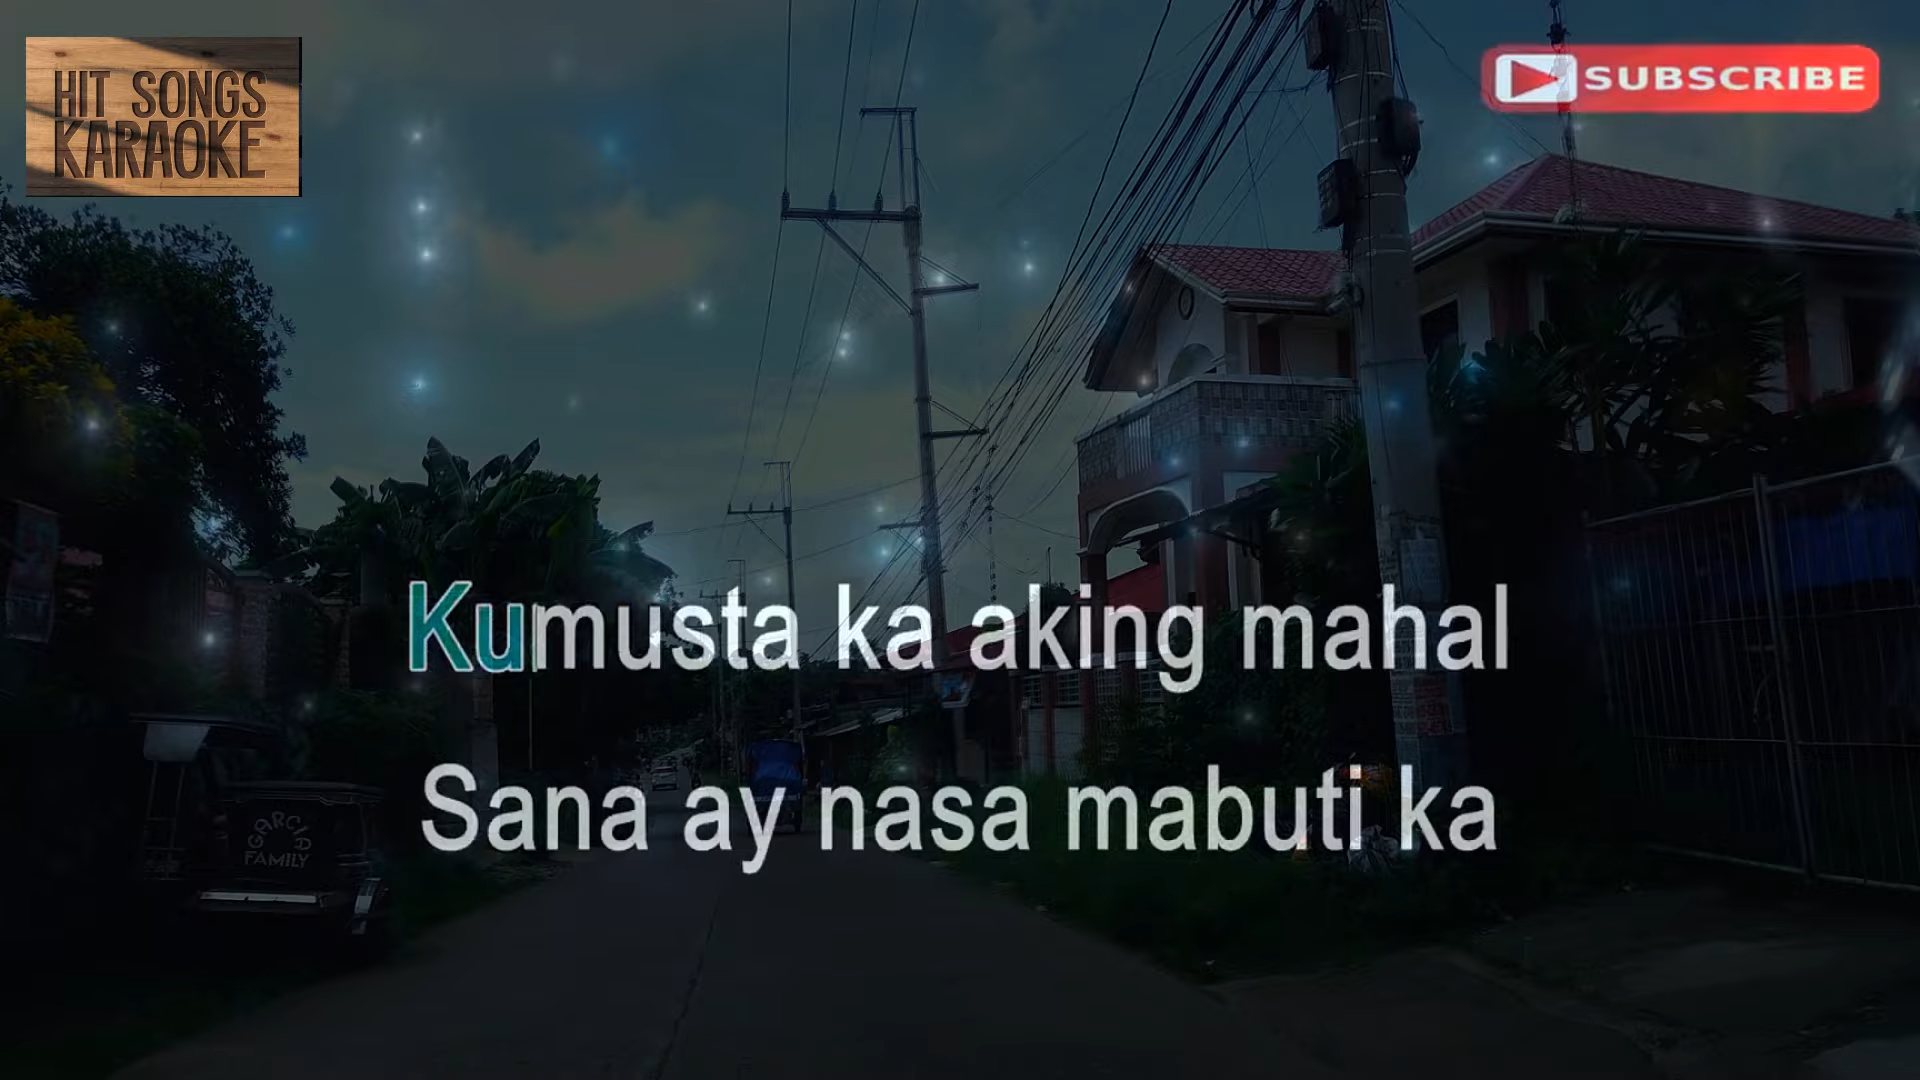 HIT SONGS
KARAOKE
SUBSCRIBE
Kumusta ka aking mahal
Sana ay nasa mabuti ka
GARCIA
FAMILY